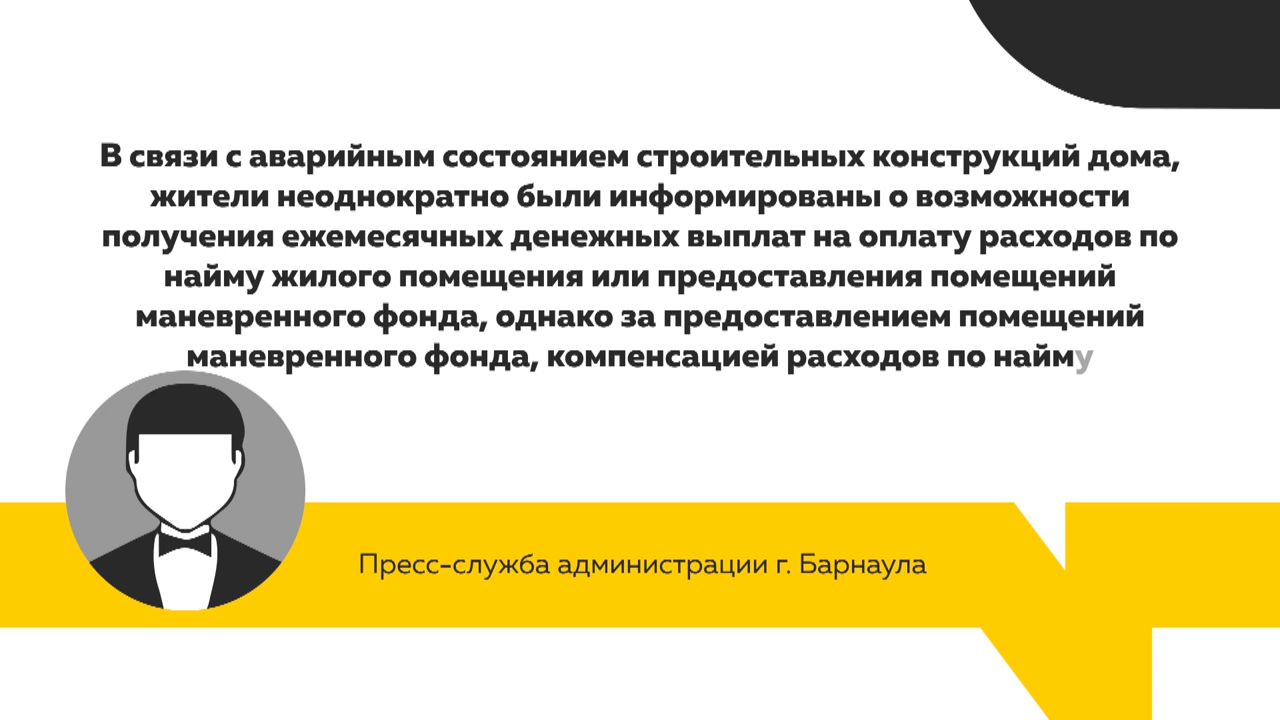 В связи с аварийным состоянием строительных конструкций дома,
жители неоднократно были информированы о возможности
получения ежемесячных денежных выплат на оплату расходов по
найму жилого помещения или предоставления помещений
маневренного фонда, однако за предоставлением помещений
маневренного фонда, компенсацией расходов по найму
Пресс-служба администрации г. Барнаула